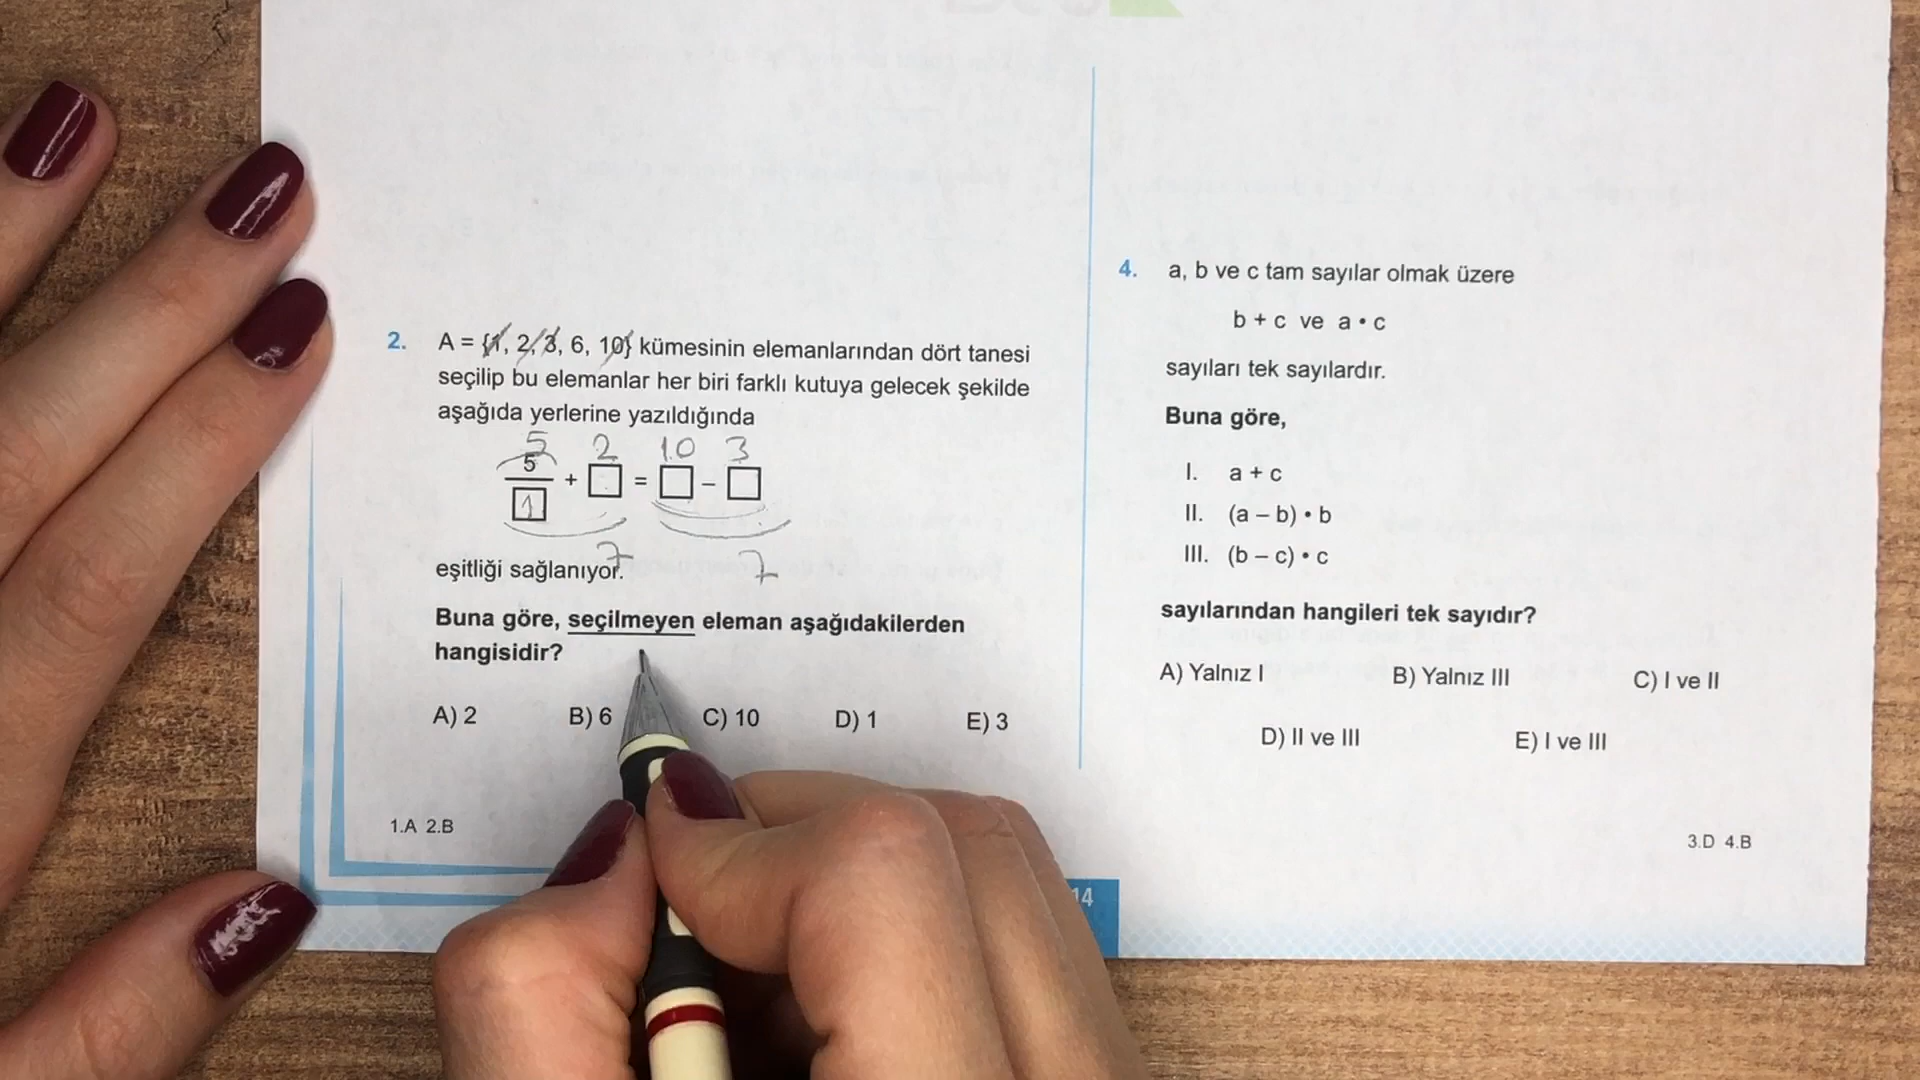 2. A = {1, 2, 3, 6, 10} kümesinin elemanlarından dört tanesi
seçilip bu elemanlar her biri farklı kutuya gelecek şekilde
aşağıda yerlerine yazıldığında
5 2 10 3
5
— + □ = □ – □
1
7 7
eşitliği sağlanıyor.
Buna göre, seçilmeyen eleman aşağıdakilerden
hangisidir?
A) 2 B) 6 C) 10 D) 1 E) 3
1.A 2.B
14
4. a, b ve c tam sayılar olmak üzere
b + c ve a • c
sayıları tek sayılardır.
Buna göre,
I. a + c
II. (a – b) • b
III. (b – c) • c
sayılarından hangileri tek sayıdır?
A) Yalnız I B) Yalnız III C) I ve II
D) II ve III E) I ve III
3.D 4.B